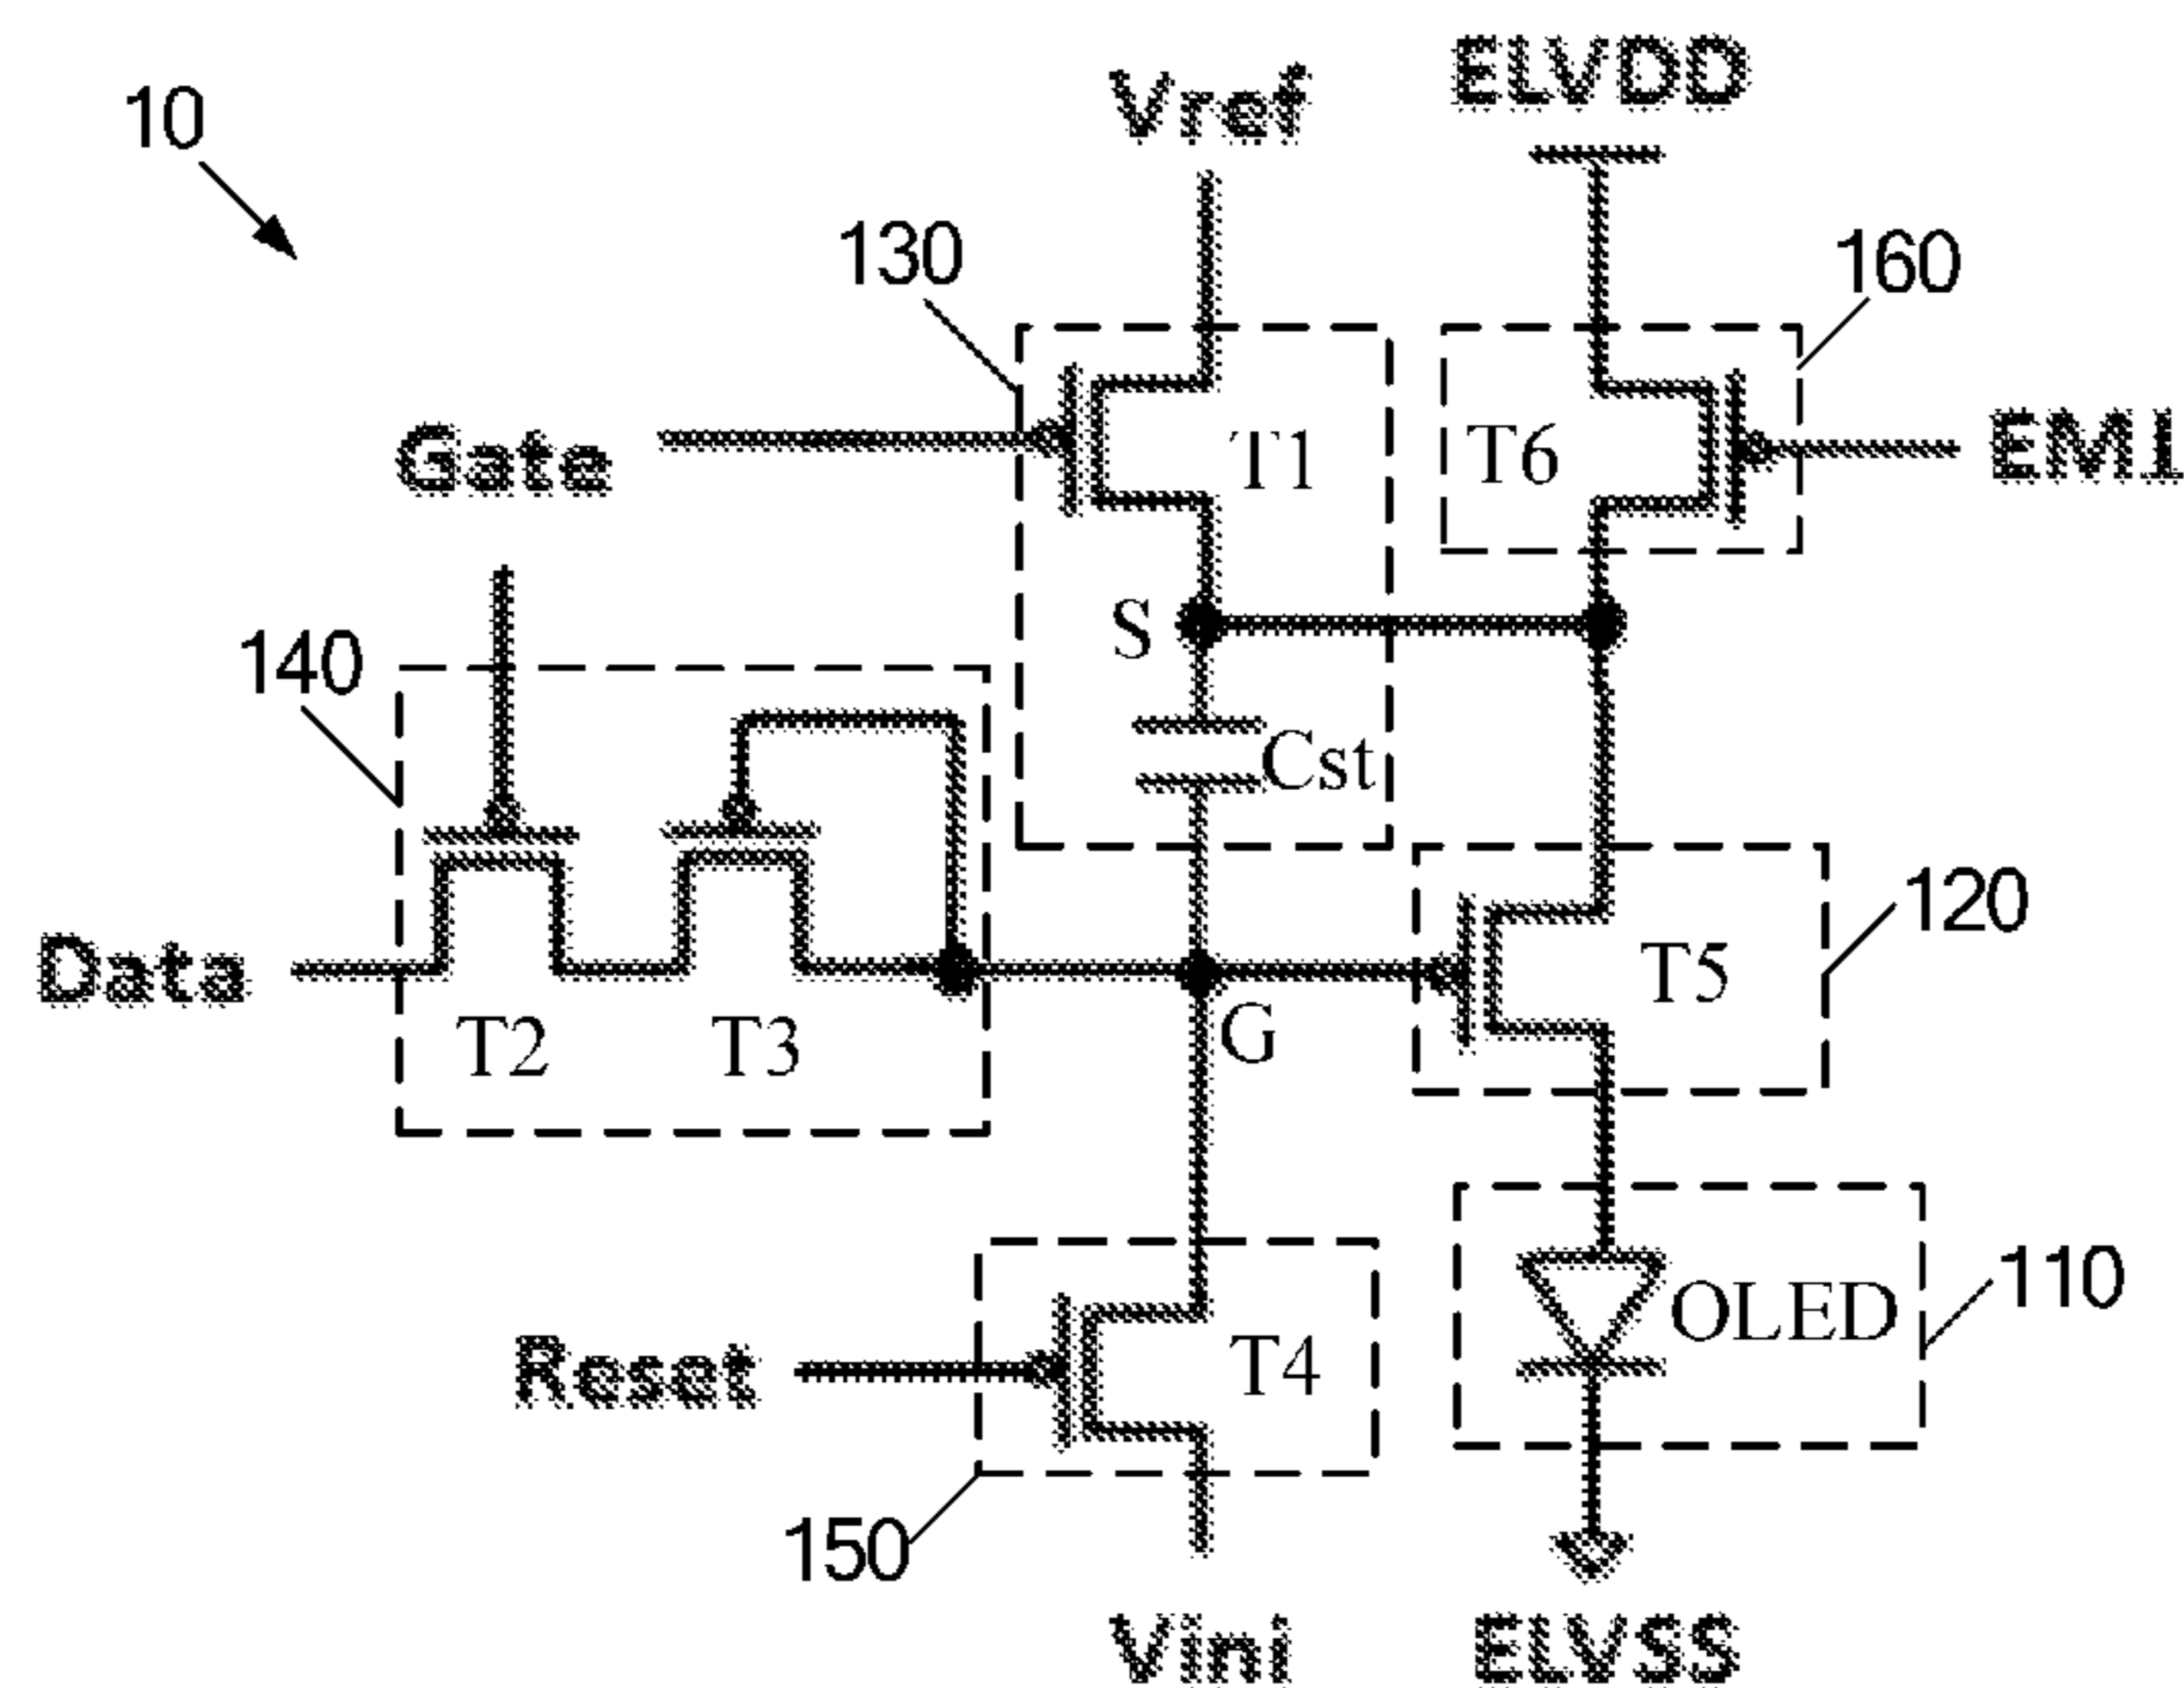 10
Vref
ELVDD
130
160
Gate
T1
T6
EM1
S
140
Cst
120
Data
T5
T2
T3
G
Reset
T4
OLED
110
150
Vini
ELVSS